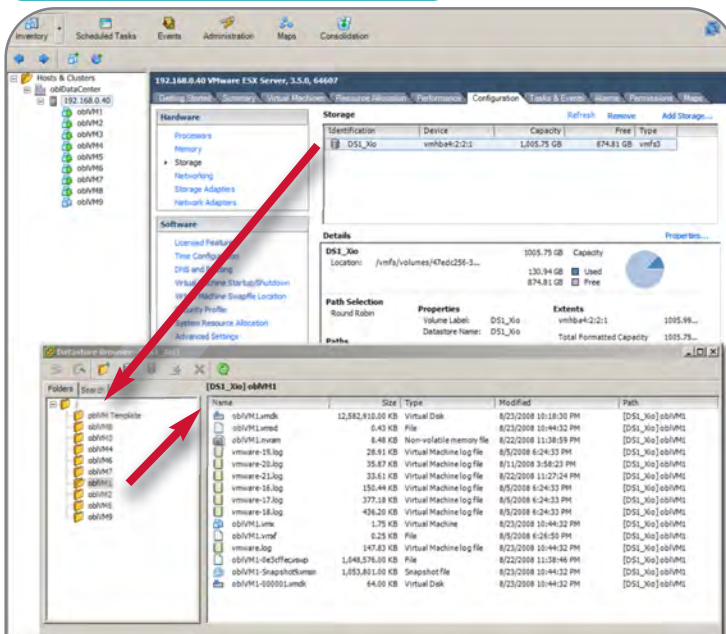 Inventory Scheduled Tasks Events Administration Maps Consolidation
Hosts & Clusters
oblDataCenter
192.168.0.40
oblVM1
oblVM2
oblVM3
oblVM4
oblVM5
oblVM6
oblVM7
oblVM8
oblVM9
192.168.0.40 VMware ESX Server, 3.5.0, 64607
Getting Started Summary Virtual Machines Resource Allocation Performance Configuration Tasks & Events Alarms Permissions Maps
Hardware
Processors
Memory
Storage
Networking
Storage Adapters
Network Adapters
Software
Licensed Features
Time Configuration
DNS and Routing
Virtual Machine Startup/Shutdown
Virtual Machine Swapfile Location
Security Profile
System Resource Allocation
Advanced Settings
Storage Refresh Remove Add Storage...
Identification Device Capacity Free Type
DS1_Xio vmhba4:2:2:1 1,005.75 GB 874.81 GB vmfs3
Details Properties...
DS1_Xio 1005.75 GB Capacity
Location: /vmfs/volumes/47edc256-3...
130.94 GB Used
874.81 GB Free
Path Selection
Round Robin
Properties
Volume Label: DS1_Xio
Datastore Name: DS1_Xio
Extents
vmhba4:2:2:1 1005.99...
Total Formatted Capacity 1005.75...
Paths
Datastore Browser
Folders Search
/
oblVM Template
oblVM8
oblVM3
oblVM4
oblVM6
oblVM7
oblVM1
oblVM2
oblVM5
oblVM9
[DS1_Xio] oblVM1
Name Size Type Modified Path
oblVM1.vmdk 12,582,910.00 KB Virtual Disk 8/23/2008 10:18:30 PM [DS1_Xio] oblVM1
oblVM1.vmsd 0.43 KB File 8/23/2008 10:44:32 PM [DS1_Xio] oblVM1
oblVM1.nvram 8.48 KB Non-volatile memory file 8/22/2008 11:38:59 PM [DS1_Xio] oblVM1
vmware-19.log 28.91 KB Virtual Machine log file 8/5/2008 6:24:33 PM [DS1_Xio] oblVM1
vmware-20.log 35.87 KB Virtual Machine log file 8/11/2008 3:58:23 PM [DS1_Xio] oblVM1
vmware-21.log 33.61 KB Virtual Machine log file 8/22/2008 11:27:24 PM [DS1_Xio] oblVM1
vmware-16.log 150.44 KB Virtual Machine log file 8/5/2008 6:24:33 PM [DS1_Xio] oblVM1
vmware-17.log 377.18 KB Virtual Machine log file 8/5/2008 6:24:33 PM [DS1_Xio] oblVM1
vmware-18.log 436.20 KB Virtual Machine log file 8/5/2008 6:24:33 PM [DS1_Xio] oblVM1
oblVM1.vmx 1.75 KB Virtual Machine 8/23/2008 10:44:32 PM [DS1_Xio] oblVM1
oblVM1.vmxf 0.25 KB File 8/5/2008 6:26:50 PM [DS1_Xio] oblVM1
vmware.log 147.83 KB Virtual Machine log file 8/23/2008 10:44:32 PM [DS1_Xio] oblVM1
oblVM1-0e3cffec.vswp 1,048,576.00 KB File 8/22/2008 11:38:46 PM [DS1_Xio] oblVM1
1,053,801.00 KB Snapshot file 8/23/2008 10:44:32 PM [DS1_Xio] oblVM1
oblVM1-000001.vmdk 64.00 KB Virtual Disk 8/23/2008 10:44:32 PM [DS1_Xio] oblVM1